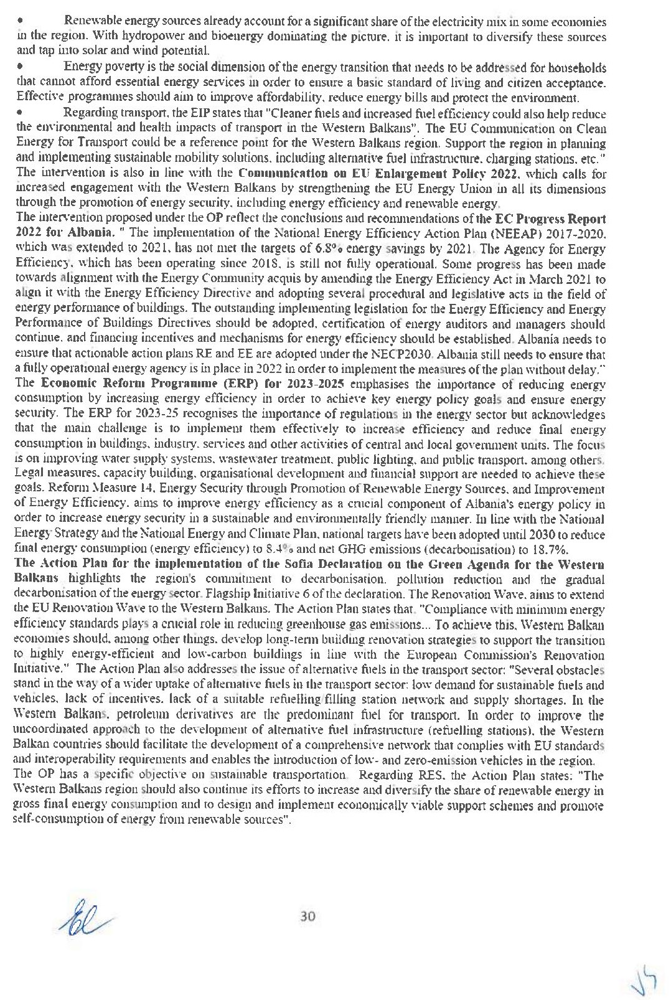 • Renewable energy sources already account for a significant share of the electricity mix in some economies
in the region. With hydropower and bioenergy dominating the picture, it is important to diversify these sources
and tap into solar and wind potential.
• Energy poverty is the social dimension of the energy transition that needs to be addressed for households
that cannot afford essential energy services in order to ensure a basic standard of living and citizen acceptance.
Effective programmes should aim to improve affordability, reduce energy bills and protect the environment.
• Regarding transport, the EIP states that "Cleaner fuels and increased fuel efficiency could also help reduce
the environmental and health impacts of transport in the Western Balkans". The EU Communication on Clean
Energy for Transport could be a reference point for the Western Balkans region. Support the region in planning
and implementing sustainable mobility solutions, including alternative fuel infrastructure, charging stations, etc."
The intervention is also in line with the Communication on EU Enlargement Policy 2022, which calls for
increased engagement with the Western Balkans by strengthening the EU Energy Union in all its dimensions
through the promotion of energy security, including energy efficiency and renewable energy.
The intervention proposed under the OP reflect the conclusions and recommendations of the EC Progress Report
2022 for Albania. " The implementation of the National Energy Efficiency Action Plan (NEEAP) 2017-2020,
which was extended to 2021, has not met the targets of 6.8% energy savings by 2021. The Agency for Energy
Efficiency, which has been operating since 2018, is still not fully operational. Some progress has been made
towards alignment with the Energy Community acquis by amending the Energy Efficiency Act in March 2021 to
align it with the Energy Efficiency Directive and adopting several procedural and legislative acts in the field of
energy performance of buildings. The outstanding implementing legislation for the Energy Efficiency and Energy
Performance of Buildings Directives should be adopted, certification of energy auditors and managers should
continue, and financing incentives and mechanisms for energy efficiency should be established. Albania needs to
ensure that actionable action plans RE and EE are adopted under the NECP2030. Albania still needs to ensure that
a fully operational energy agency is in place in 2022 in order to implement the measures of the plan without delay."
The Economic Reform Programme (ERP) for 2023-2025 emphasises the importance of reducing energy
consumption by increasing energy efficiency in order to achieve key energy policy goals and ensure energy
security. The ERP for 2023-25 recognises the importance of regulations in the energy sector but acknowledges
that the main challenge is to implement them effectively to increase efficiency and reduce final energy
consumption in buildings, industry, services and other activities of central and local government units. The focus
is on improving water supply systems, wastewater treatment, public lighting, and public transport, among others.
Legal measures, capacity building, organisational development and financial support are needed to achieve these
goals. Reform Measure 14, Energy Security through Promotion of Renewable Energy Sources, and Improvement
of Energy Efficiency, aims to improve energy efficiency as a crucial component of Albania's energy policy in
order to increase energy security in a sustainable and environmentally friendly manner. In line with the National
Energy Strategy and the National Energy and Climate Plan, national targets have been adopted until 2030 to reduce
final energy consumption (energy efficiency) to 8.4% and net GHG emissions (decarbonisation) to 18.7%.
The Action Plan for the implementation of the Sofia Declaration on the Green Agenda for the Western
Balkans highlights the region's commitment to decarbonisation, pollution reduction and the gradual
decarbonisation of the energy sector. Flagship Initiative 6 of the declaration, The Renovation Wave, aims to extend
the EU Renovation Wave to the Western Balkans. The Action Plan states that, "Compliance with minimum energy
efficiency standards plays a crucial role in reducing greenhouse gas emissions... To achieve this, Western Balkan
economies should, among other things, develop long-term building renovation strategies to support the transition
to highly energy-efficient and low-carbon buildings in line with the European Commission's Renovation
Initiative." The Action Plan also addresses the issue of alternative fuels in the transport sector: "Several obstacles
stand in the way of a wider uptake of alternative fuels in the transport sector: low demand for sustainable fuels and
vehicles, lack of incentives, lack of a suitable refuelling/filling station network and supply shortages. In the
Western Balkans, petroleum derivatives are the predominant fuel for transport. In order to improve the
uncoordinated approach to the development of alternative fuel infrastructure (refuelling stations), the Western
Balkan countries should facilitate the development of a comprehensive network that complies with EU standards
and interoperability requirements and enables the introduction of low- and zero-emission vehicles in the region.
The OP has a specific objective on sustainable transportation. Regarding RES, the Action Plan states: "The
Western Balkans region should also continue its efforts to increase and diversify the share of renewable energy in
gross final energy consumption and to design and implement economically viable support schemes and promote
self-consumption of energy from renewable sources".
30